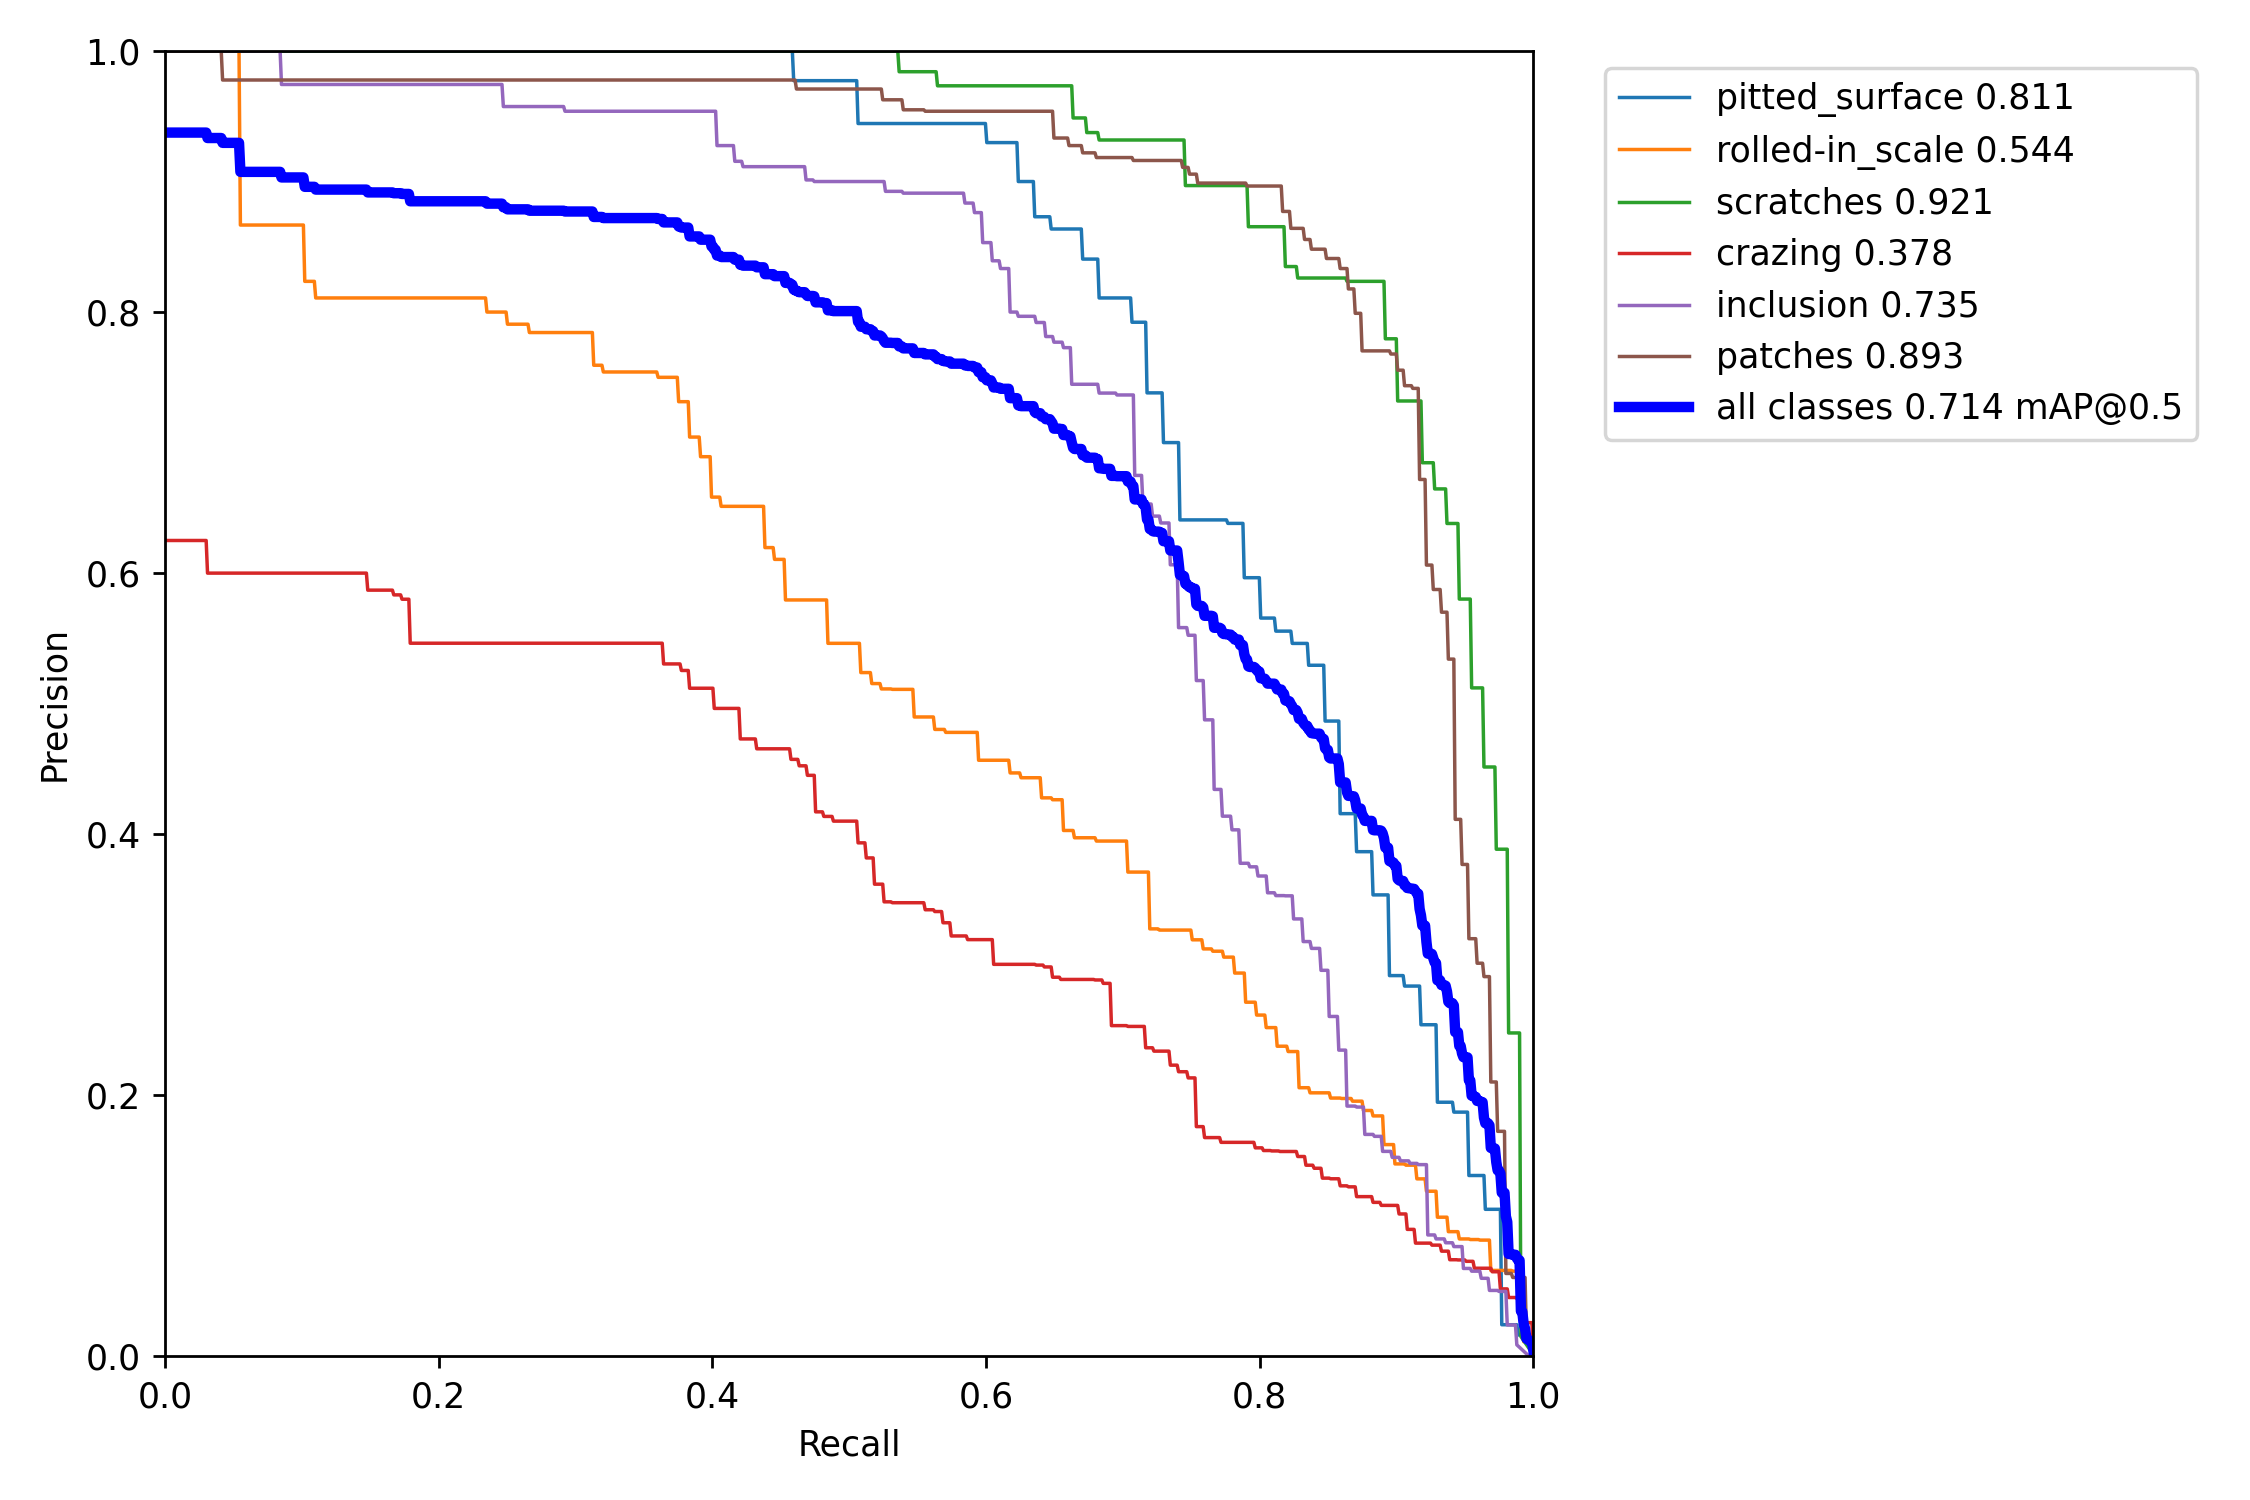 1.0
0.8
0.6
0.4
0.2
0.0
Precision
0.0 0.2 0.4 0.6 0.8 1.0
Recall
pitted_surface 0.811
rolled-in_scale 0.544
scratches 0.921
crazing 0.378
inclusion 0.735
patches 0.893
all classes 0.714 mAP@0.5